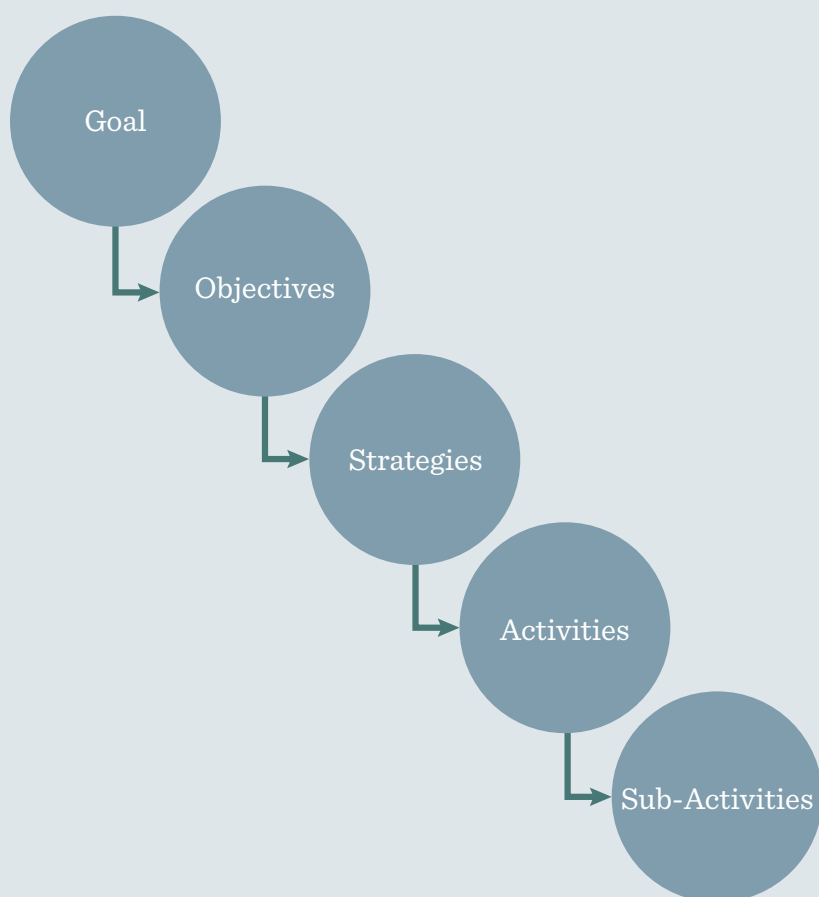 Goal
Objectives
Strategies
Activities
Sub-Activities